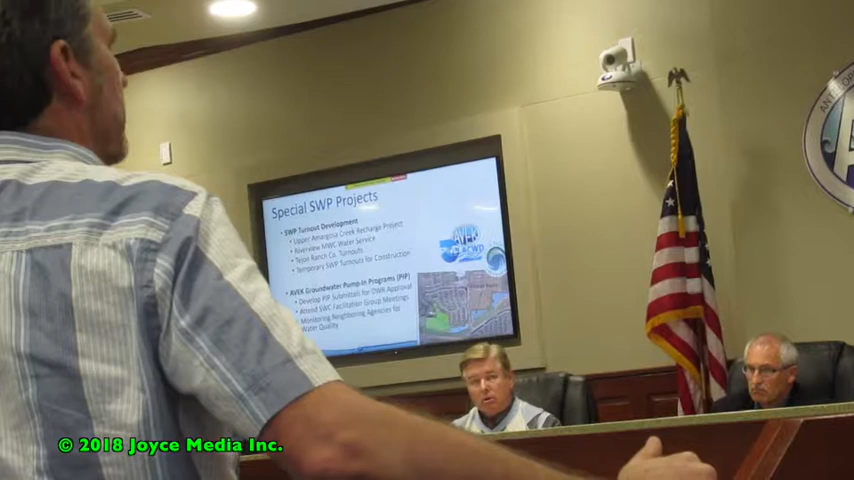 Special SWP Projects
• SWP Turnout Development
• Upper Amargosa Creek Recharge Project
• Riverview MWC Water Service
• Tejon Ranch Co. Turnouts
• Temporary SWP Turnouts for Construction
• AVEK Groundwater Pump-In Programs (PIP)
• Develop PIP Submittals for DWR Approval
• Attend SWC Facilitation Group Meetings
• Monitor Neighboring Agencies for
Water Quality
AVEK
© 2018 Joyce Media Inc.